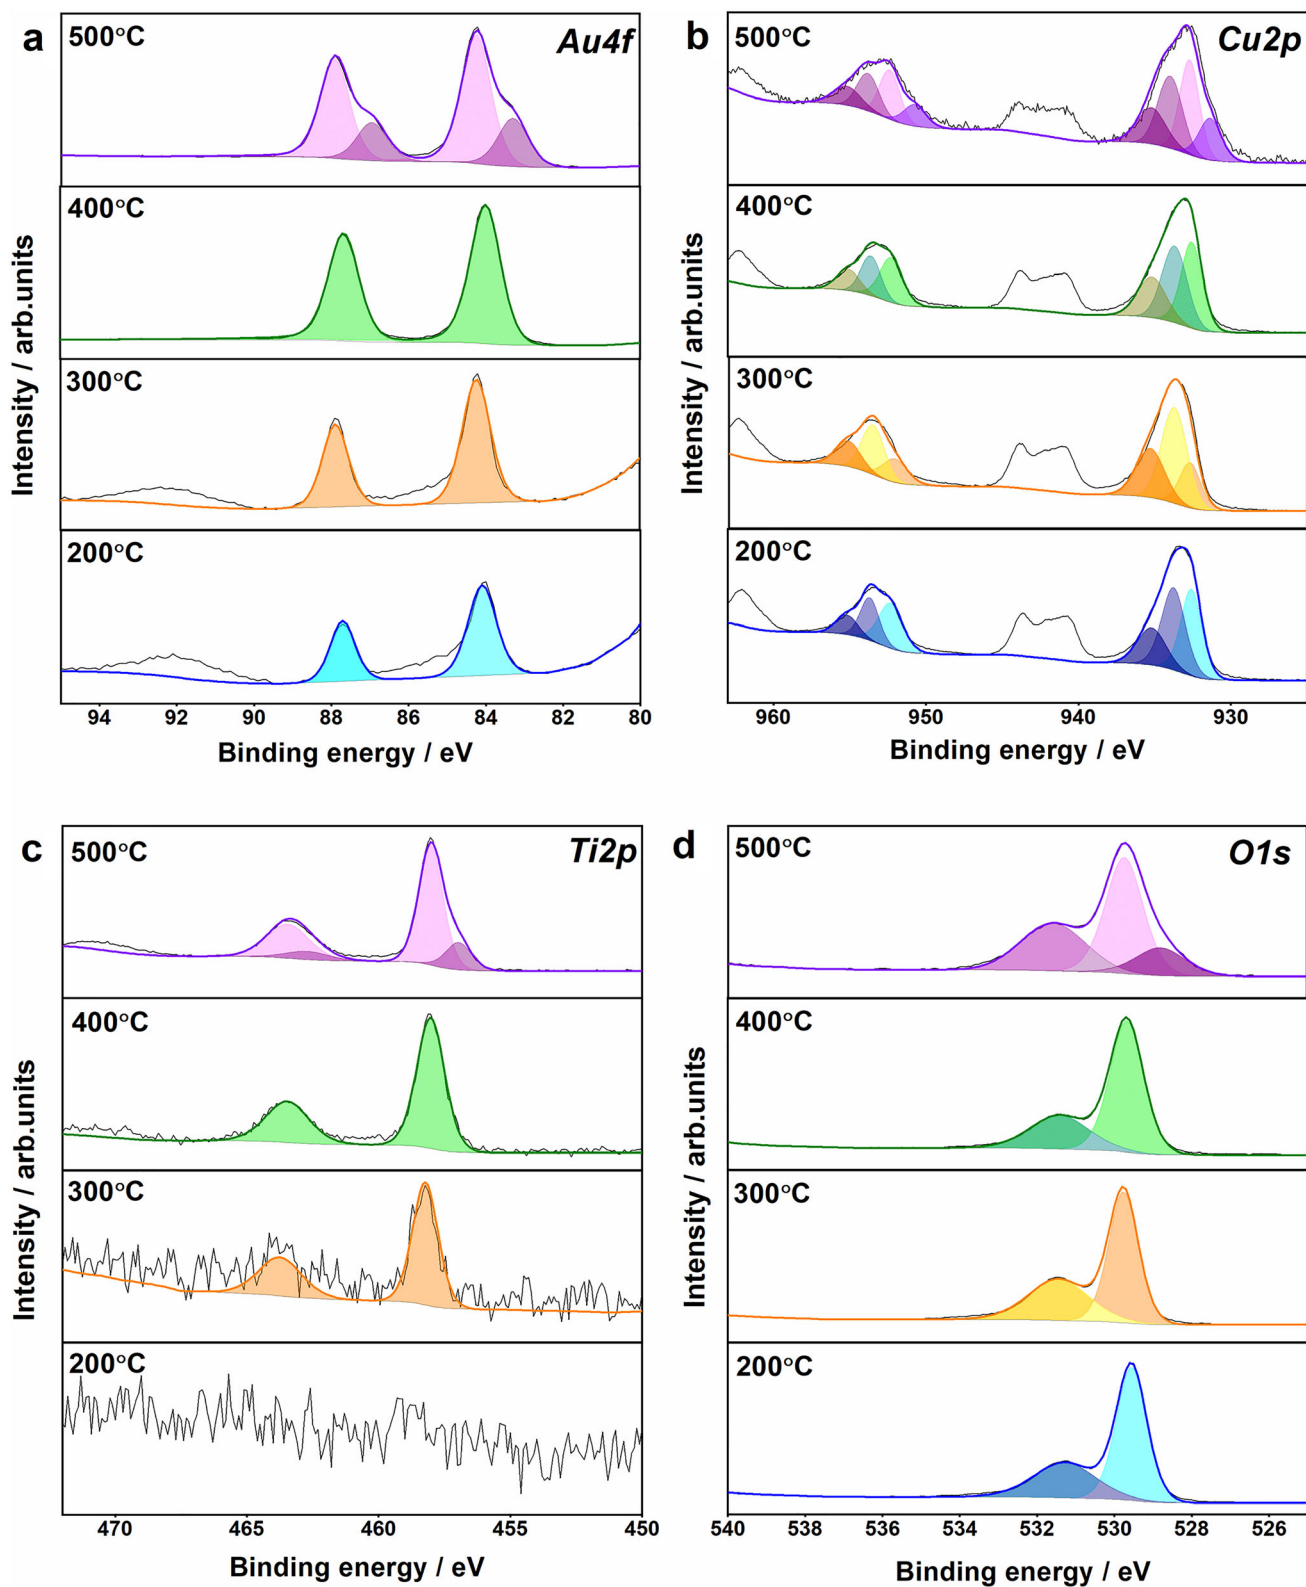 a
500°C
Au4f
400°C
300°C
200°C
Intensity / arb.units
94 92 90 88 86 84 82 80
Binding energy / eV
b
500°C
Cu2p
400°C
300°C
200°C
Intensity / arb.units
960 950 940 930
Binding energy / eV
c
500°C
Ti2p
400°C
300°C
200°C
Intensity / arb.units
470 465 460 455 450
Binding energy / eV
d
500°C
O1s
400°C
300°C
200°C
Intensity / arb.units
540 538 536 534 532 530 528 526
Binding energy / eV